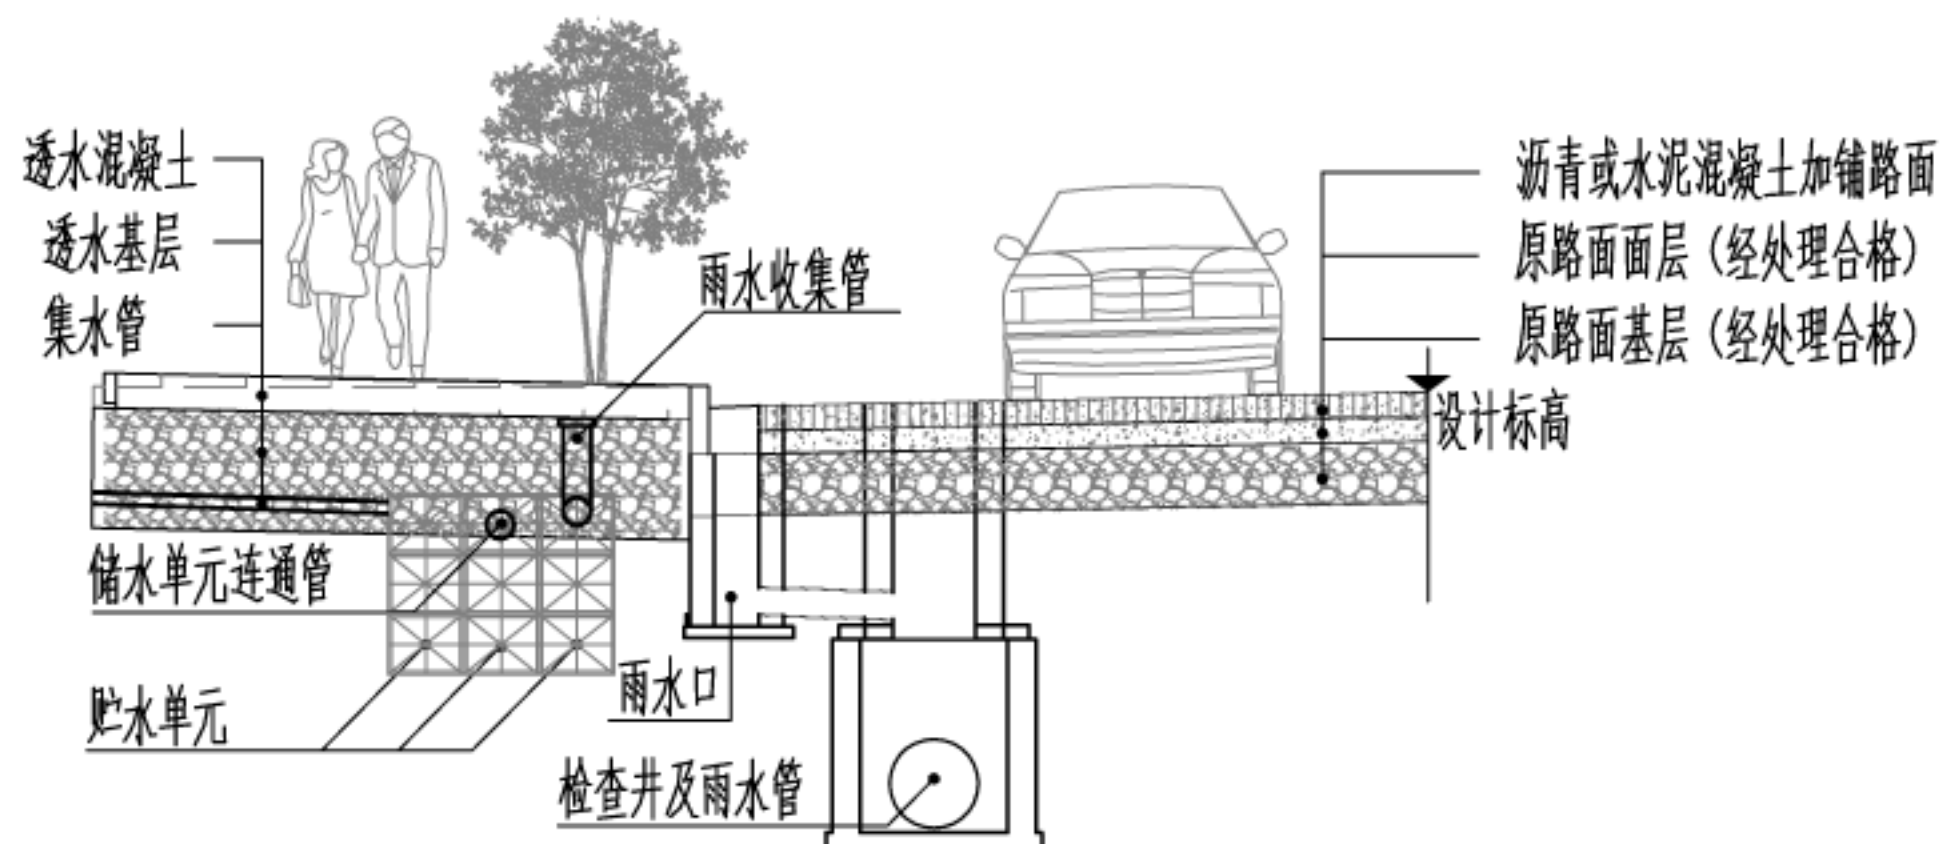 透水混凝土
透水基层
集水管
雨水收集管
沥青或水泥混凝土加铺路面
原路面面层（经处理合格）
原路面基层（经处理合格）
设计标高
储水单元连通管
贮水单元
雨水口
检查井及雨水管